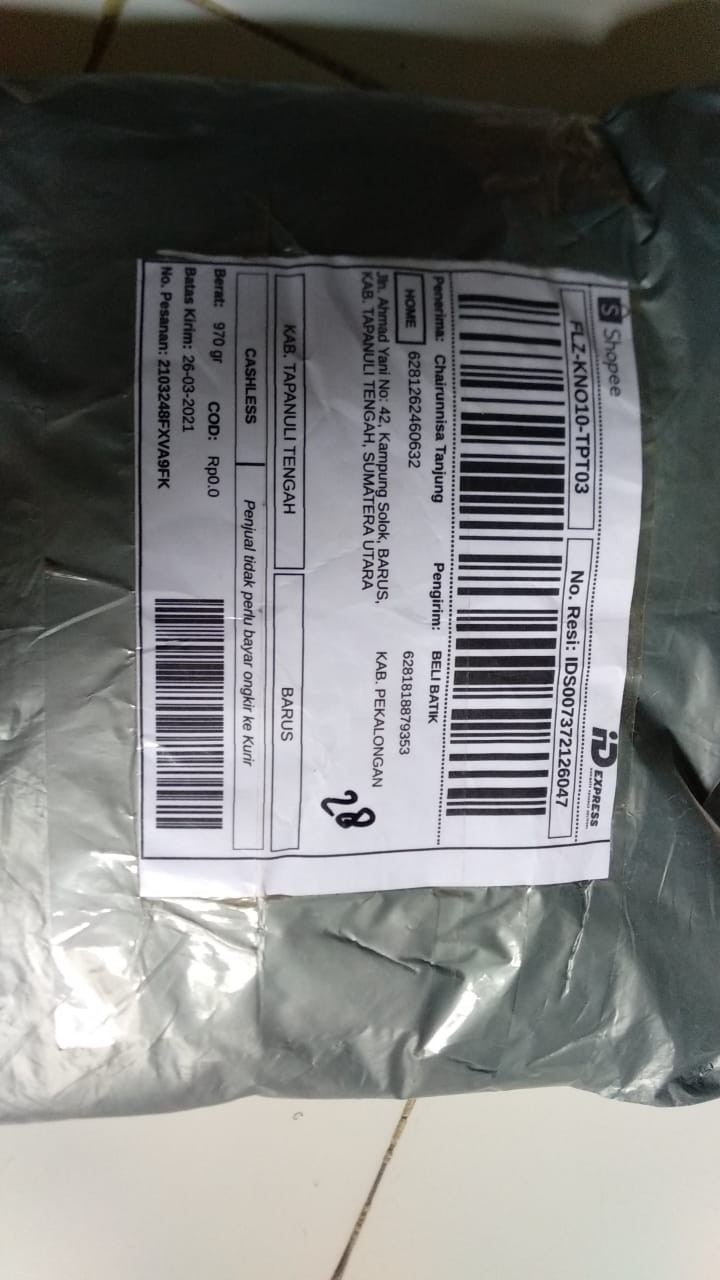 Shopee
iD EXPRESS
FLZ-KNO10-TPT03
No. Resi: IDS007372126047
Penerima: Chairunnisa Tanjung
Pengirim: BELI BATIK
HOME 6281262460632
6281818879353
Jln. Ahmad Yani No: 42, Kampung Solok, BARUS,
KAB. TAPANULI TENGAH, SUMATERA UTARA
KAB. PEKALONGAN
28
KAB. TAPANULI TENGAH
BARUS
CASHLESS
Penjual tidak perlu bayar ongkir ke Kurir
Berat: 970 gr
COD: Rp0.0
Batas Kirim: 26-03-2021
No. Pesanan: 2103248FXVA9FK